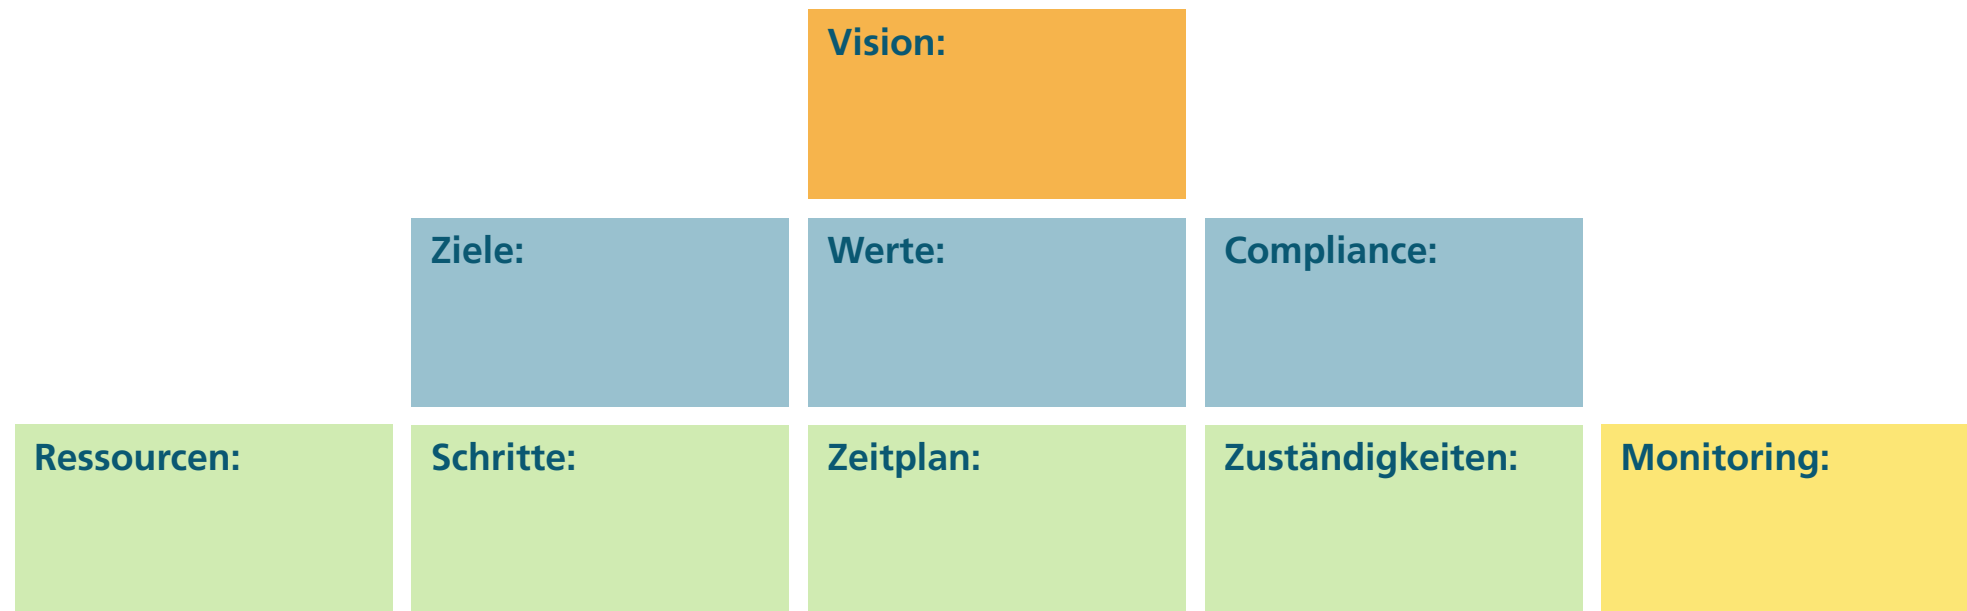 Vision:
Ziele:
Werte:
Compliance:
Ressourcen:
Schritte:
Zeitplan:
Zuständigkeiten:
Monitoring: